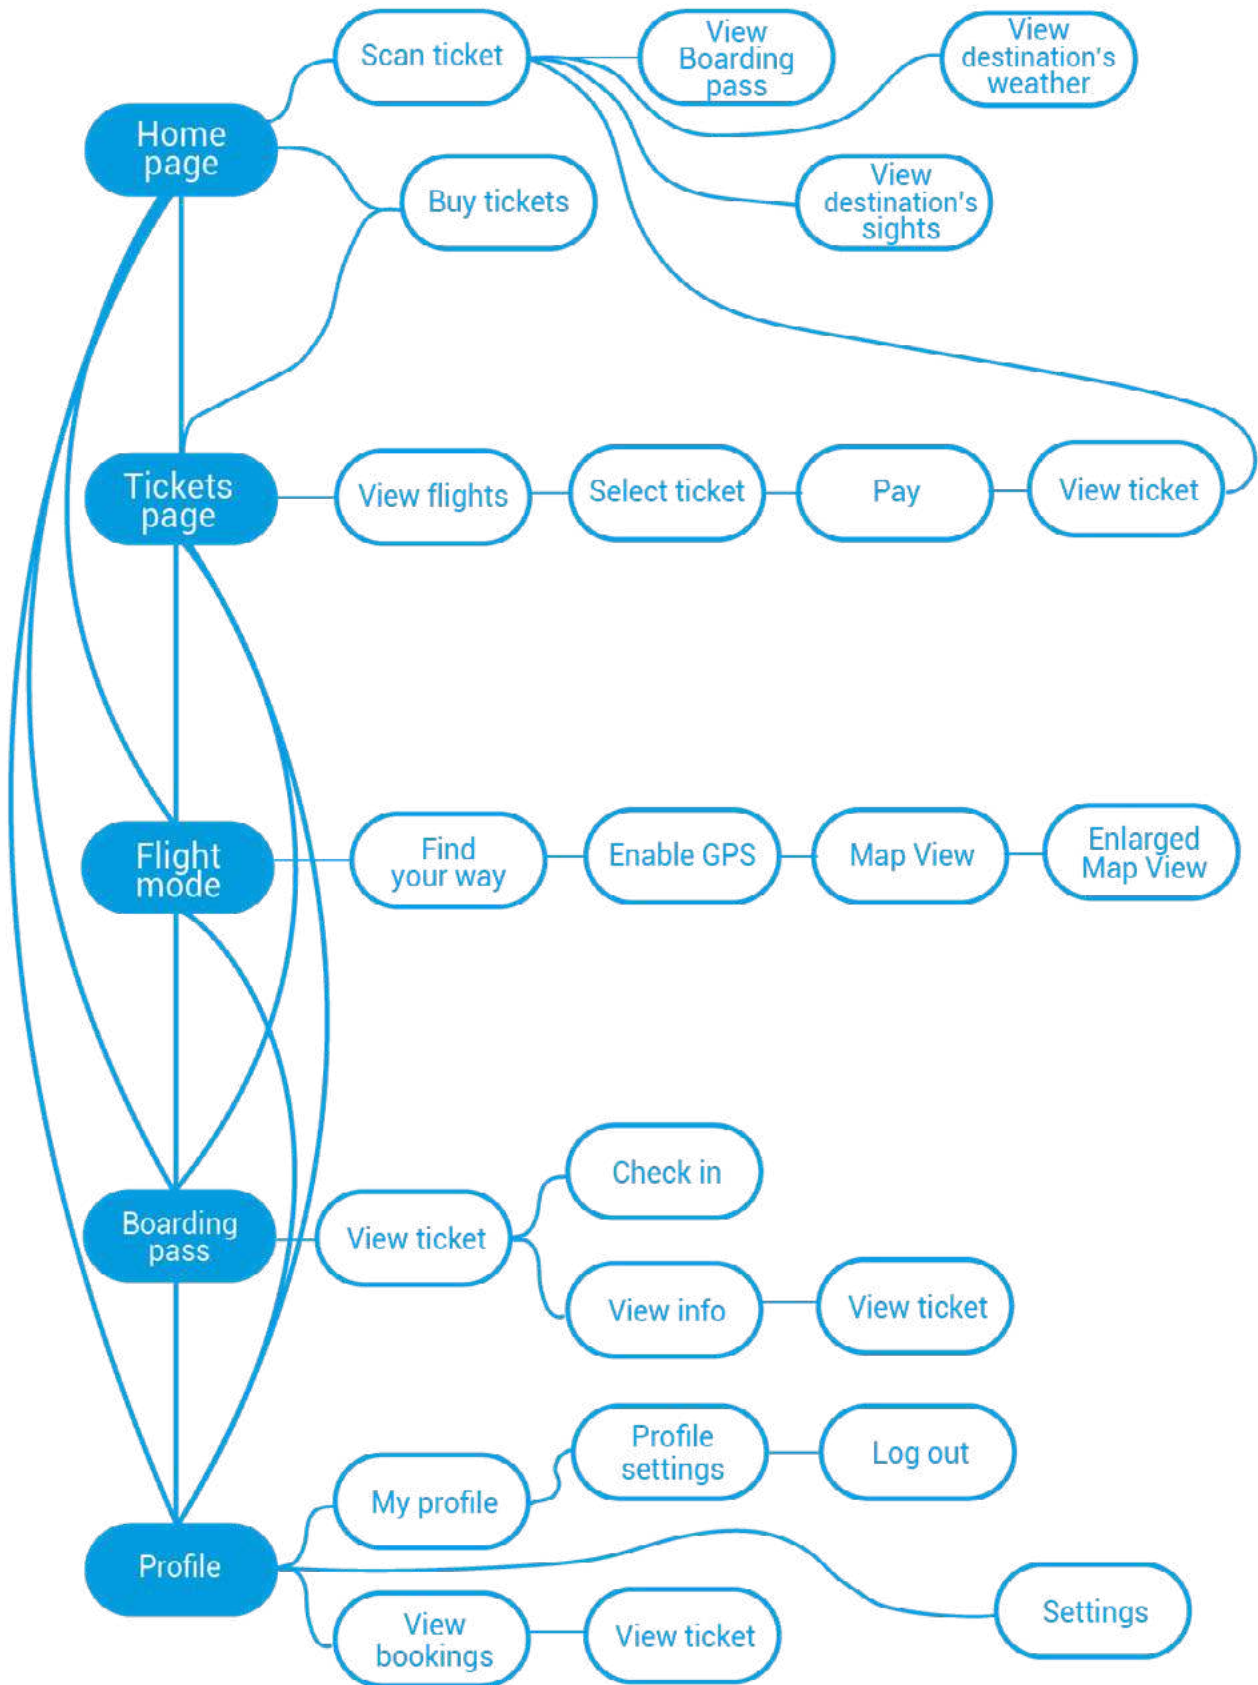 Scan ticket
View
Boarding
pass
View
destination's
weather
Home
page
Buy tickets
View
destination's
sights
Tickets
page
View flights
Select ticket
Pay
View ticket
Flight
mode
Find
your way
Enable GPS
Map View
Enlarged
Map View
Check in
Boarding
pass
View ticket
View info
View ticket
Profile
settings
Log out
My profile
Profile
Settings
View
bookings
View ticket